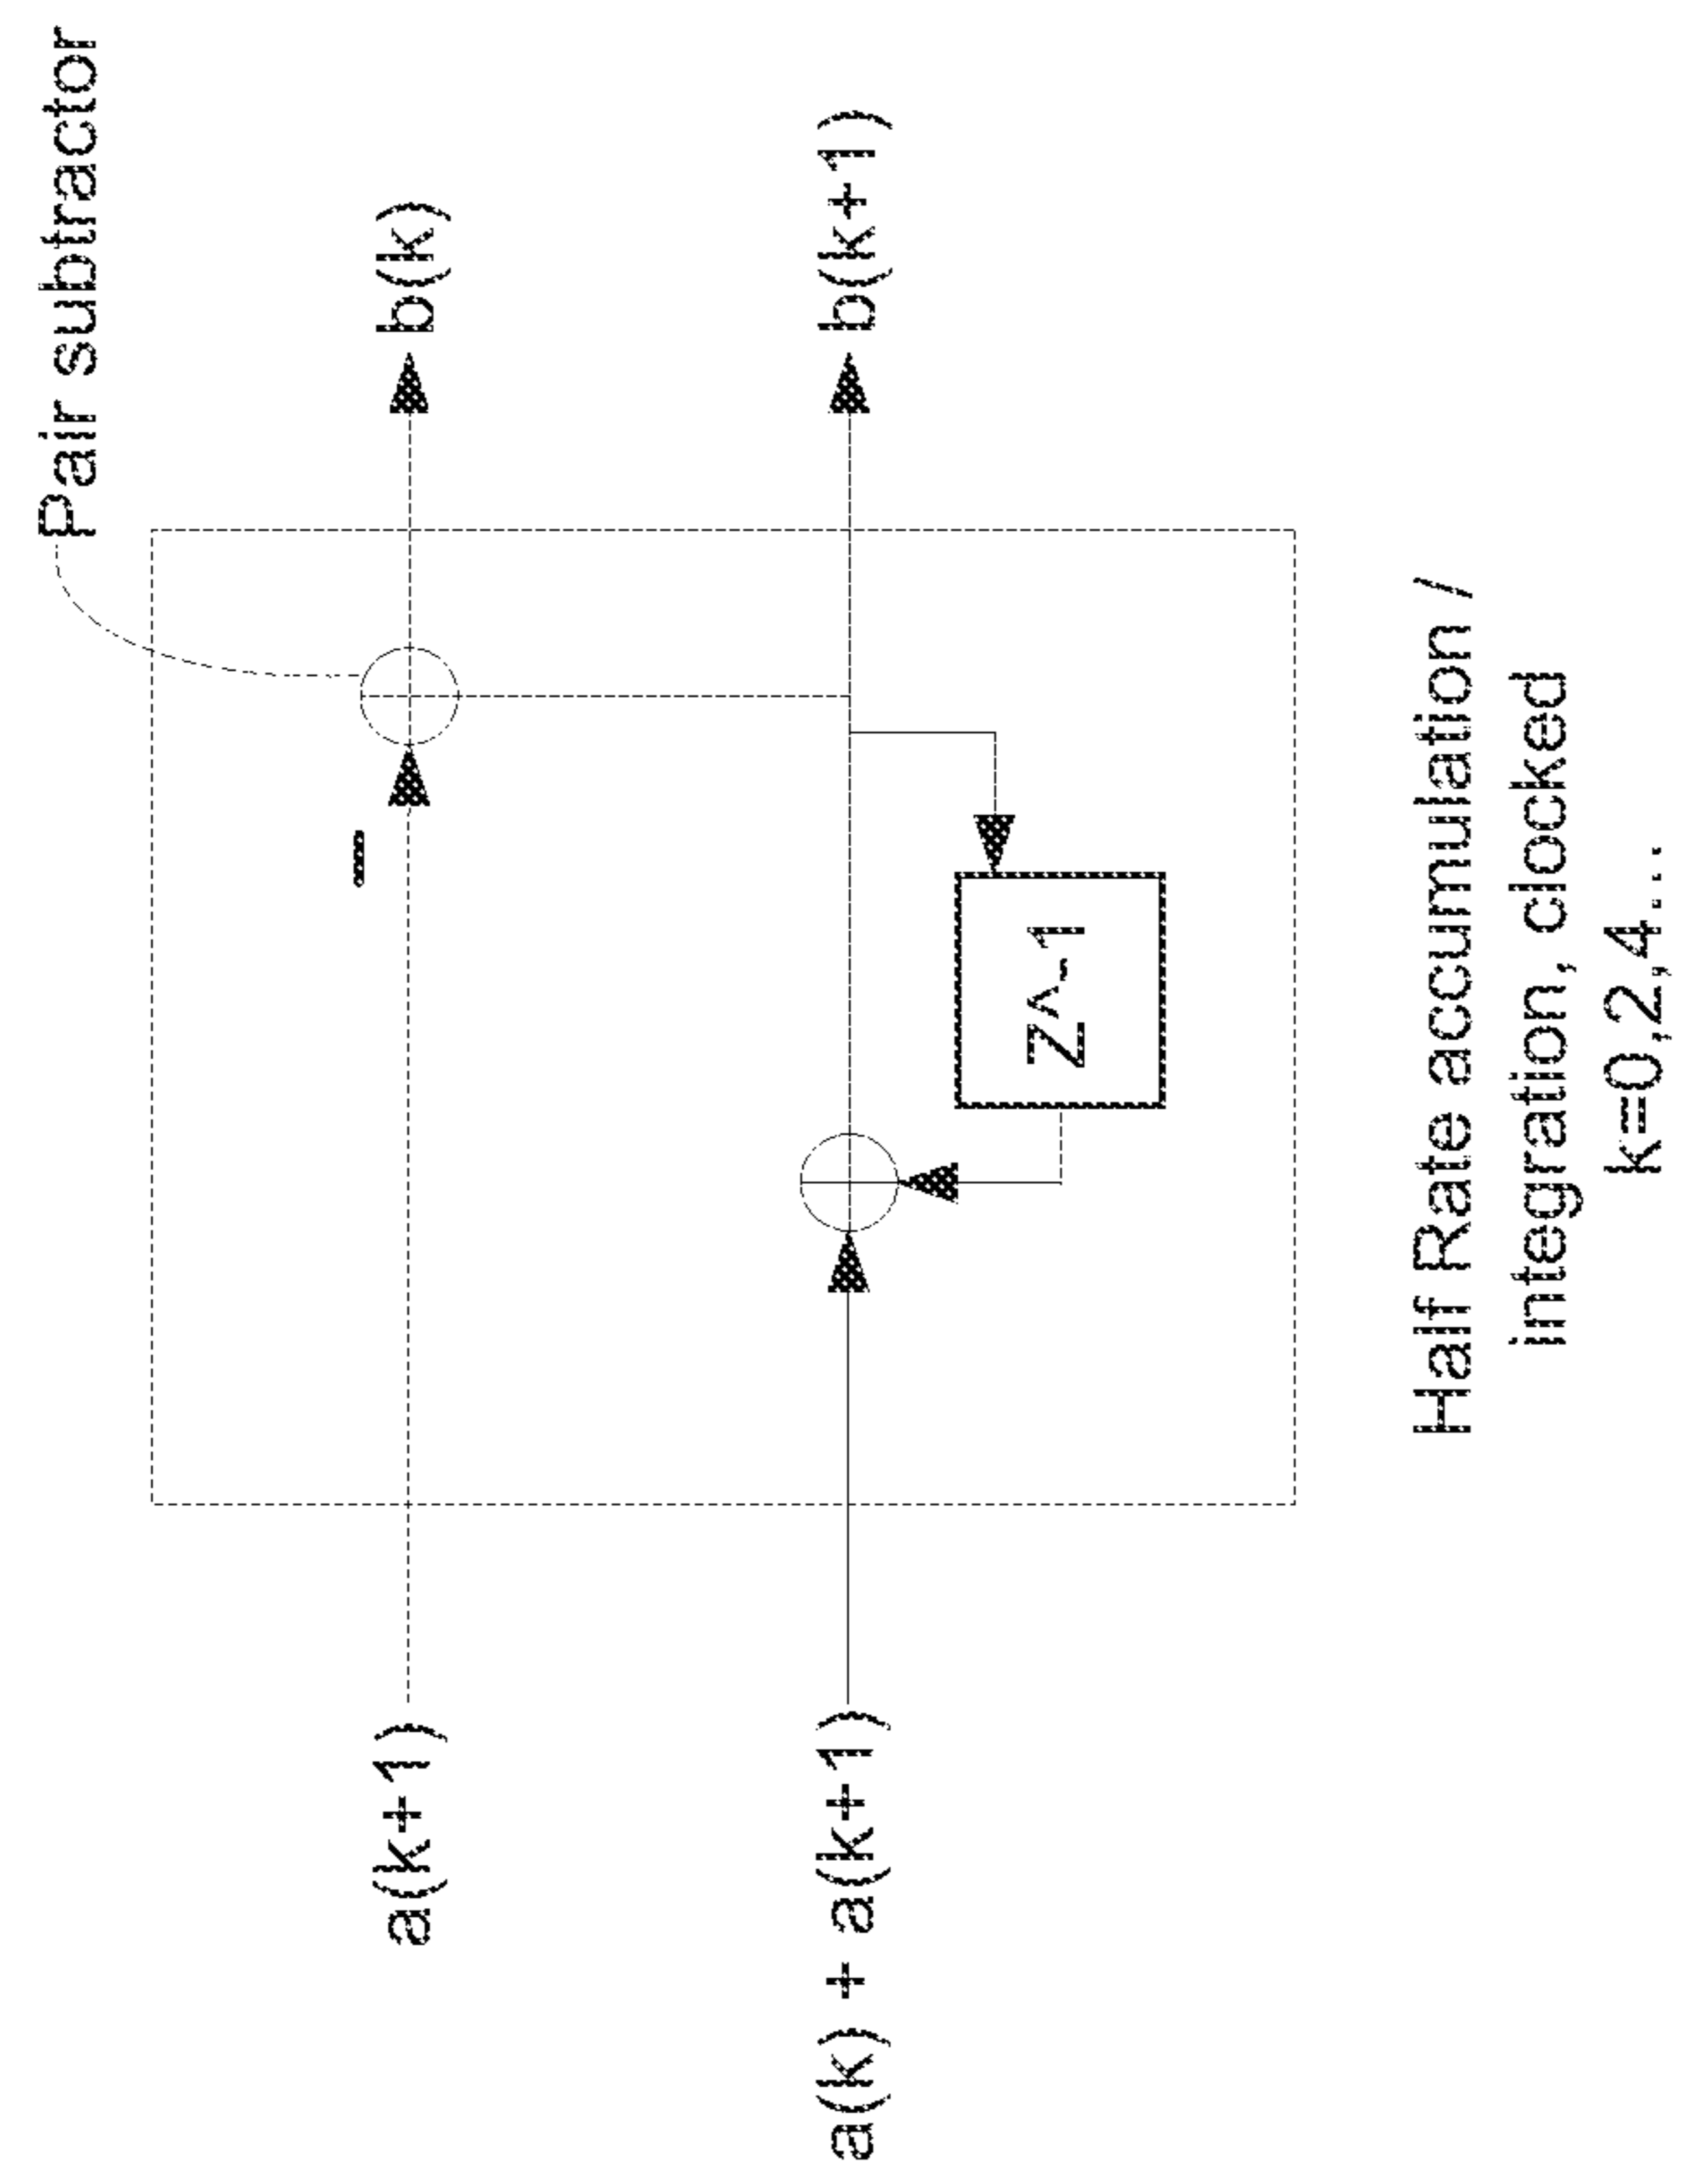 Pair subtractor
a(k+1)
b(k)
a(k) + a(k+1)
b(k+1)
Z^-1
Half Rate accumulation /
integration, clocked
k=0,2,4....